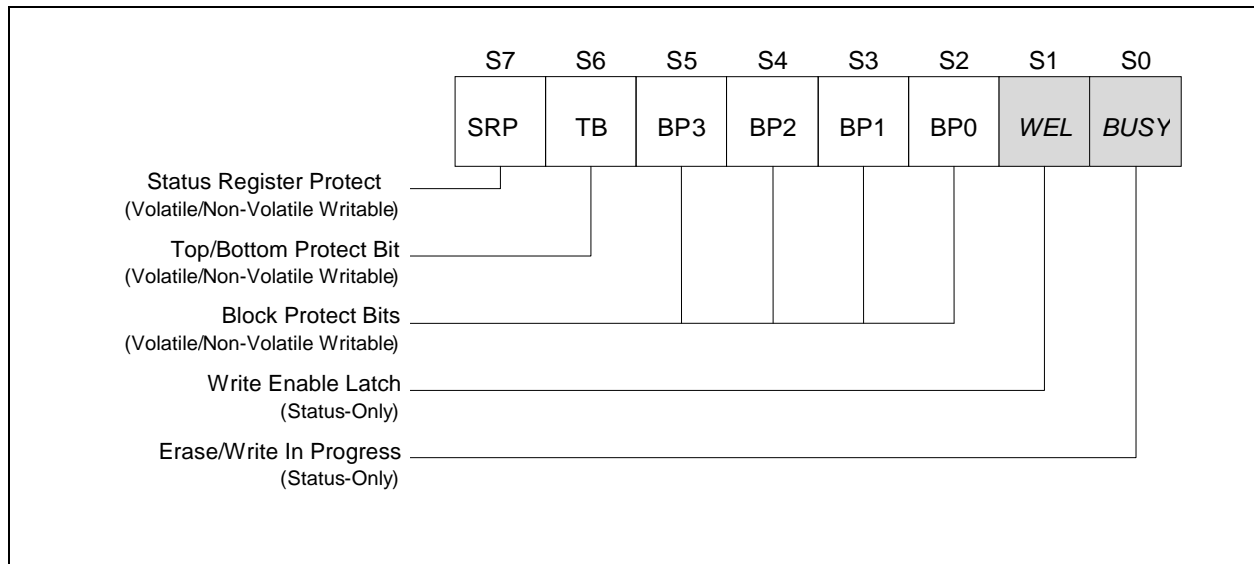 S7 S6 S5 S4 S3 S2 S1 S0
SRP TB BP3 BP2 BP1 BP0 WEL BUSY
Status Register Protect
(Volatile/Non-Volatile Writable)
Top/Bottom Protect Bit
(Volatile/Non-Volatile Writable)
Block Protect Bits
(Volatile/Non-Volatile Writable)
Write Enable Latch
(Status-Only)
Erase/Write In Progress
(Status-Only)